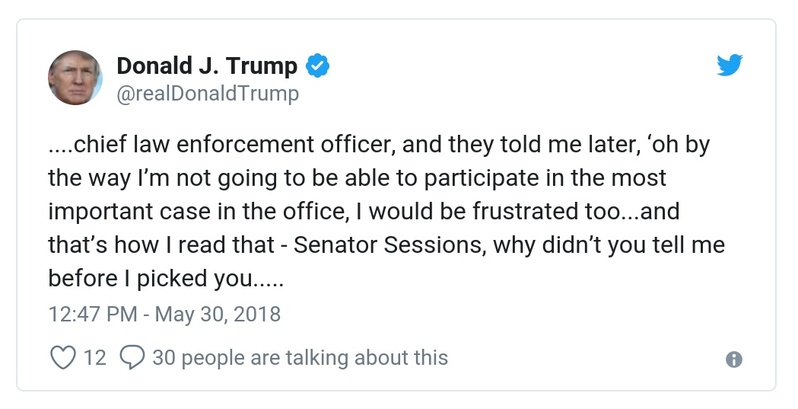 Donald J. Trump
@realDonaldTrump
....chief law enforcement officer, and they told me later, ‘oh by
the way I’m not going to be able to participate in the most
important case in the office, I would be frustrated too...and
that’s how I read that - Senator Sessions, why didn’t you tell me
before I picked you.....
12:47 PM - May 30, 2018
12 30 people are talking about this